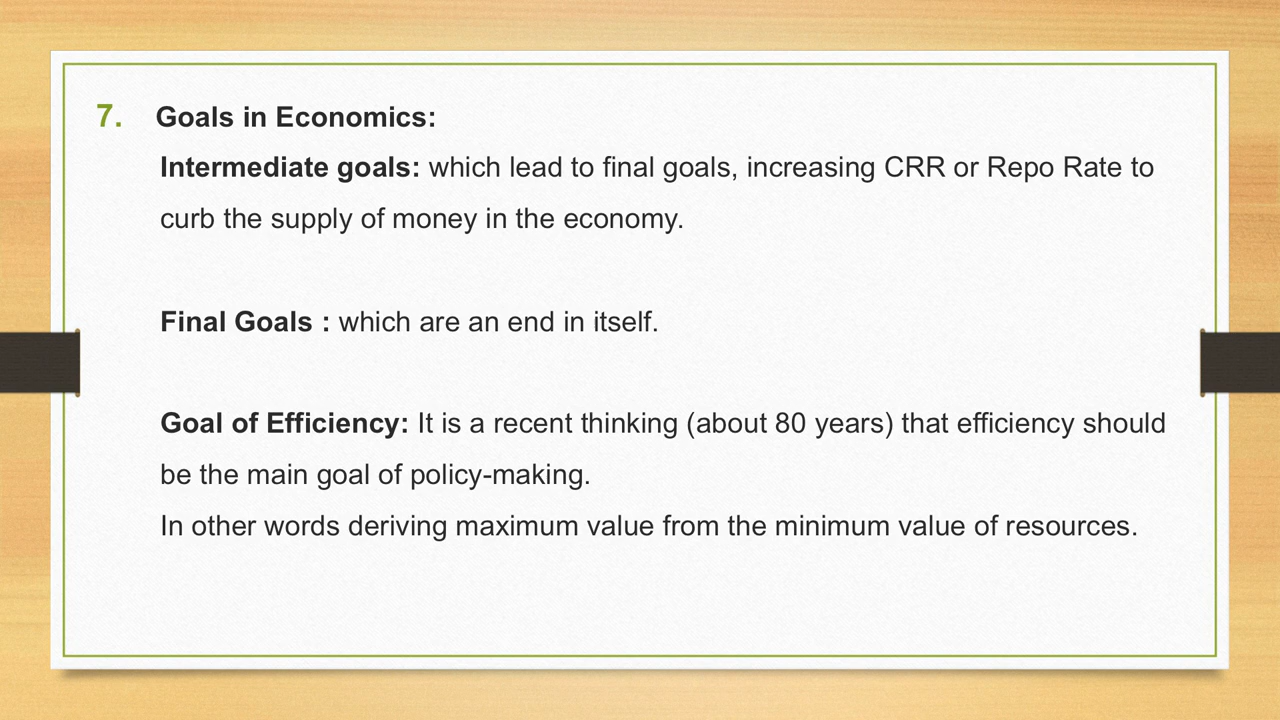 7. Goals in Economics:
Intermediate goals: which lead to final goals, increasing CRR or Repo Rate to
curb the supply of money in the economy.
Final Goals : which are an end in itself.
Goal of Efficiency: It is a recent thinking (about 80 years) that efficiency should
be the main goal of policy-making.
In other words deriving maximum value from the minimum value of resources.